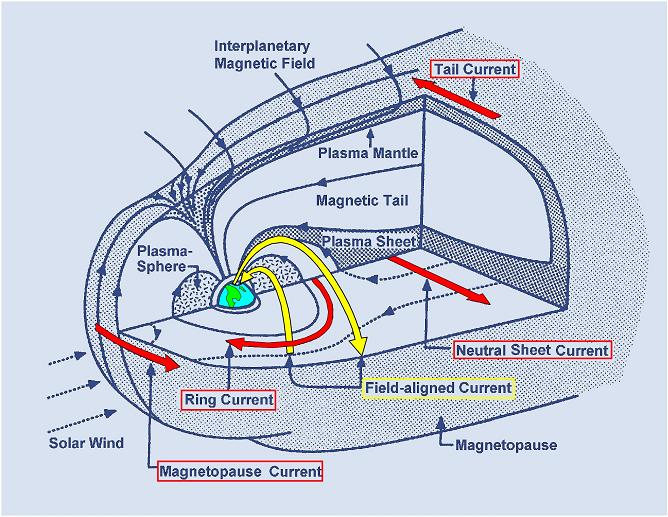 Interplanetary
Magnetic Field
Tail Current
Plasma Mantle
Magnetic Tail
Plasma-
Sphere
Plasma Sheet
Neutral Sheet Current
Ring Current
Field-aligned Current
Solar Wind
Magnetopause
Magnetopause Current